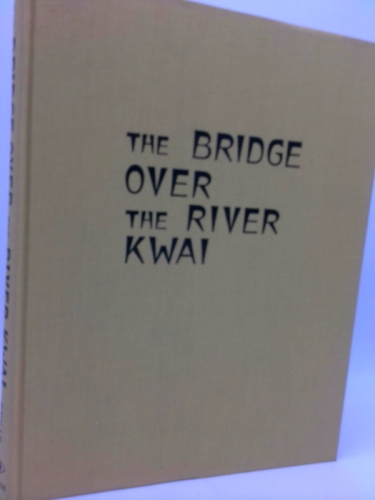 THE BRIDGE
OVER
THE RIVER
KWAI